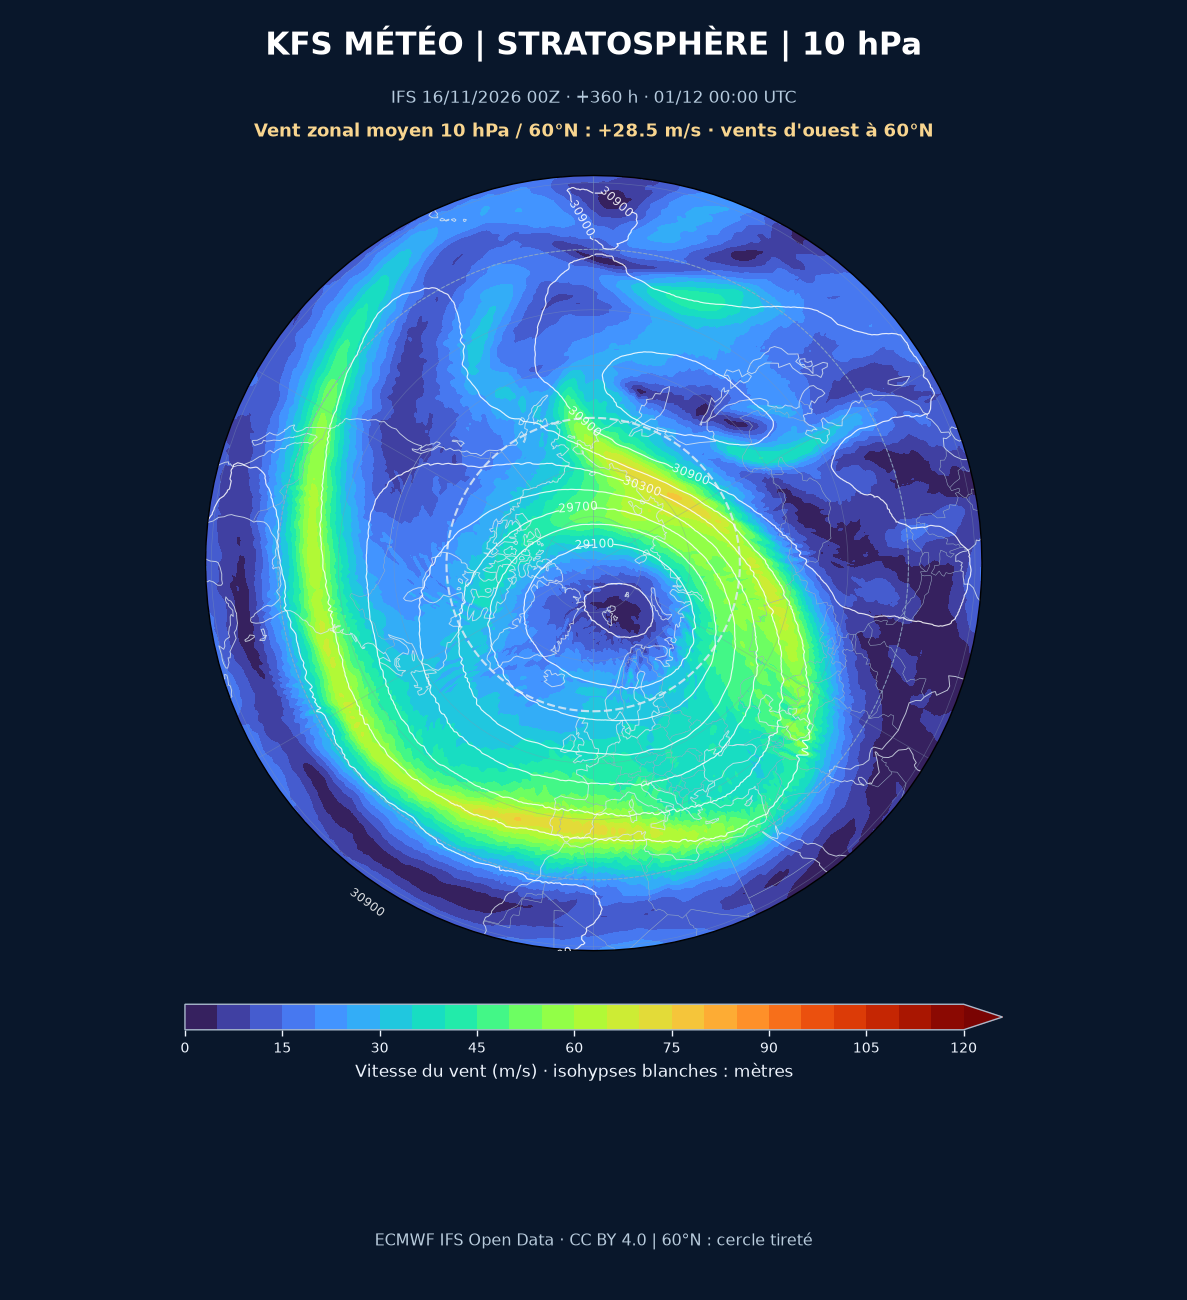 KFS MÉTÉO | STRATOSPHÈRE | 10 hPa
IFS 16/11/2026 00Z · +360 h · 01/12 00:00 UTC
Vent zonal moyen 10 hPa / 60°N : +28.5 m/s · vents d'ouest à 60°N
30900
30900
30900
30900
30300
29700
29100
30900
0 15 30 45 60 75 90 105 120
Vitesse du vent (m/s) · isohypses blanches : mètres
ECMWF IFS Open Data · CC BY 4.0 | 60°N : cercle tireté